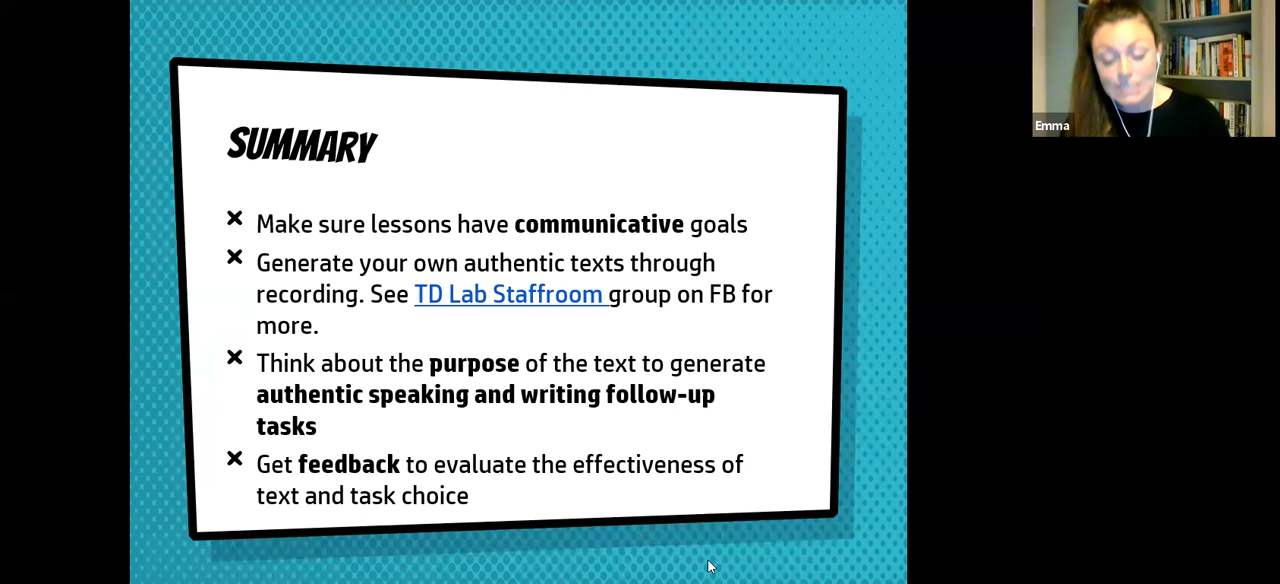 SUMMARY
Make sure lessons have communicative goals
Generate your own authentic texts through
recording. See TD Lab Staffroom group on FB for
more.
Think about the purpose of the text to generate
authentic speaking and writing follow-up
tasks
Get feedback to evaluate the effectiveness of
text and task choice
Emma